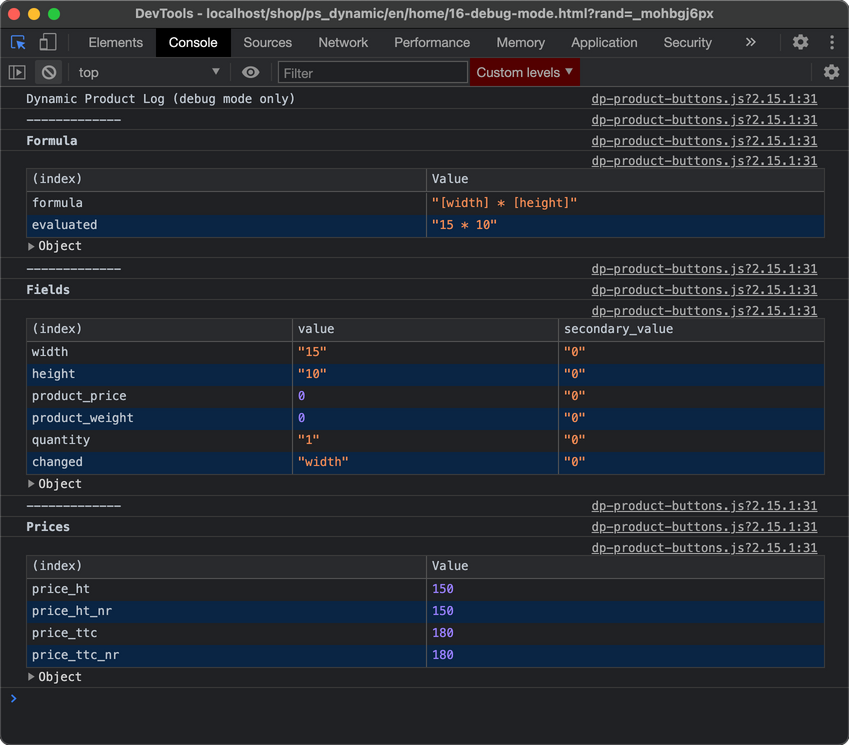 DevTools - localhost/shop/ps_dynamic/en/home/16-debug-mode.html?rand=_mohbgj6px
Elements Console Sources Network Performance Memory Application Security »
top ▼ Filter Custom levels ▼
Dynamic Product Log (debug mode only) dp-product-buttons.js?2.15.1:31
------------- dp-product-buttons.js?2.15.1:31
Formula dp-product-buttons.js?2.15.1:31
dp-product-buttons.js?2.15.1:31
(index) Value
formula "[width] * [height]"
evaluated "15 * 10"
▶ Object
------------- dp-product-buttons.js?2.15.1:31
Fields dp-product-buttons.js?2.15.1:31
dp-product-buttons.js?2.15.1:31
(index) value secondary_value
width "15" "0"
height "10" "0"
product_price 0 "0"
product_weight 0 "0"
quantity "1" "0"
changed "width" "0"
▶ Object
------------- dp-product-buttons.js?2.15.1:31
Prices dp-product-buttons.js?2.15.1:31
dp-product-buttons.js?2.15.1:31
(index) Value
price_ht 150
price_ht_nr 150
price_ttc 180
price_ttc_nr 180
▶ Object
>